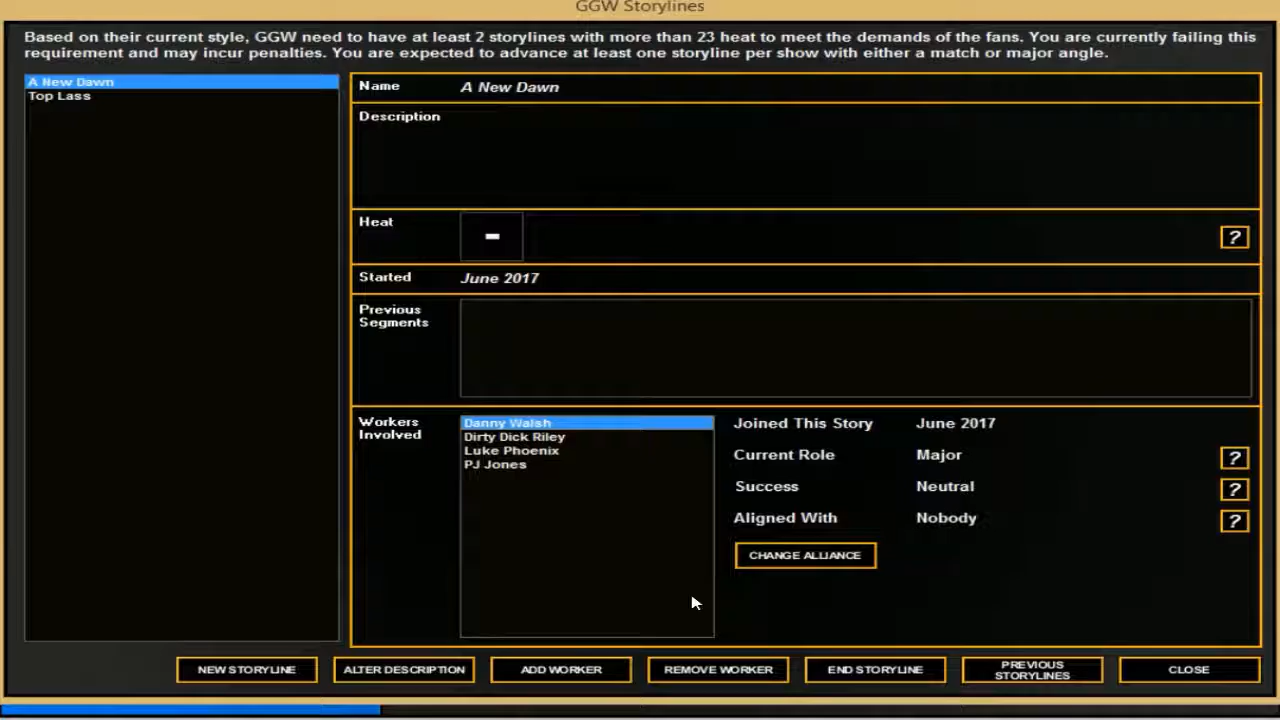 GGW Storylines
Based on their current style, GGW need to have at least 2 storylines with more than 23 heat to meet the demands of the fans. You are currently failing this
requirement and may incur penalties. You are expected to advance at least one storyline per show with either a match or major angle.
A New Dawn
Top Lass
Name A New Dawn
Description
Heat - ?
Started June 2017
Previous
Segments
Workers
Involved
Danny Walsh
Dirty Dick Riley
Luke Phoenix
PJ Jones
Joined This Story June 2017
Current Role Major ?
Success Neutral ?
Aligned With Nobody ?
CHANGE ALLIANCE
NEW STORYLINE
ALTER DESCRIPTION
ADD WORKER
REMOVE WORKER
END STORYLINE
PREVIOUS
STORYLINES
CLOSE